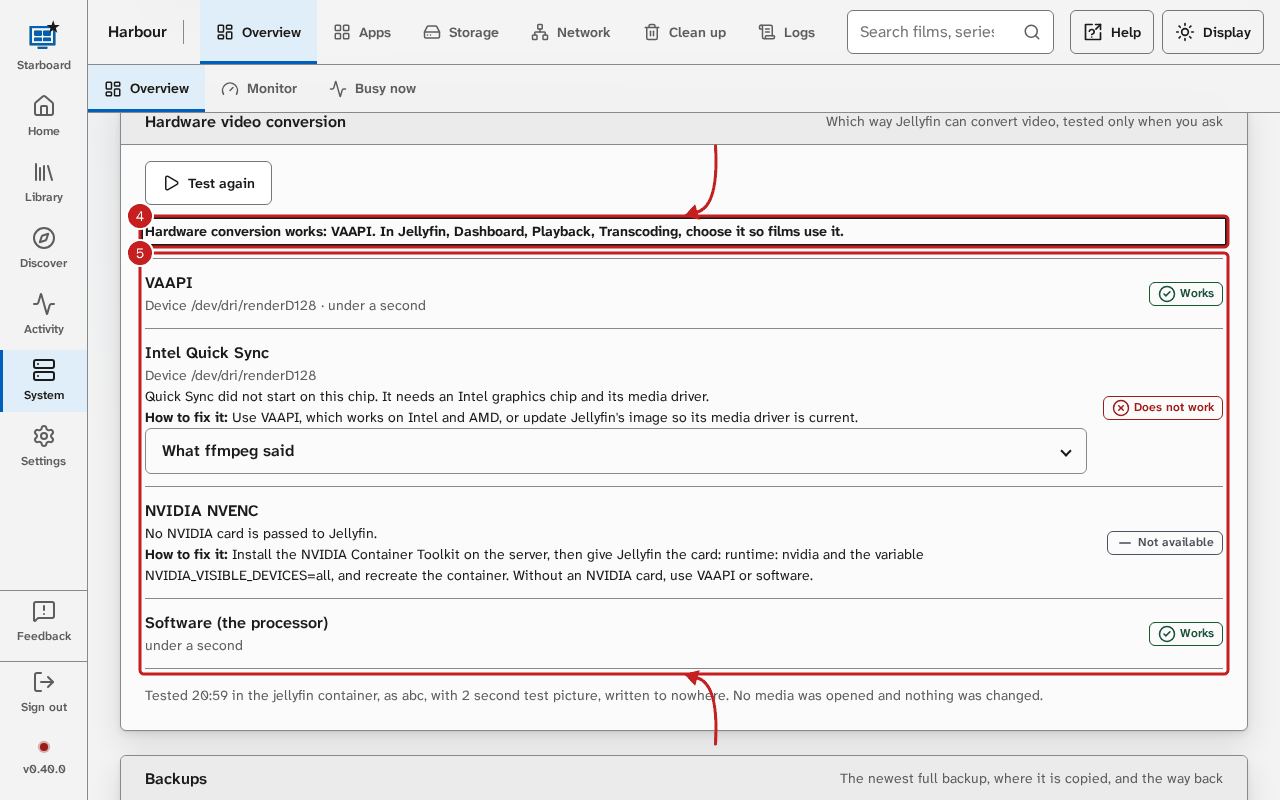 Starboard
Home
Library
Discover
Activity
System
Settings
Feedback
Sign out
v0.40.0
Harbour
Overview
Apps
Storage
Network
Clean up
Logs
Search films, series
Help
Display
Overview
Monitor
Busy now
Hardware video conversion
Which way Jellyfin can convert video, tested only when you ask
Test again
4
Hardware conversion works: VAAPI. In Jellyfin, Dashboard, Playback, Transcoding, choose it so films use it.
5
VAAPI
Device /dev/dri/renderD128 · under a second
Works
Intel Quick Sync
Device /dev/dri/renderD128
Quick Sync did not start on this chip. It needs an Intel graphics chip and its media driver.
How to fix it: Use VAAPI, which works on Intel and AMD, or update Jellyfin's image so its media driver is current.
Does not work
What ffmpeg said
NVIDIA NVENC
No NVIDIA card is passed to Jellyfin.
How to fix it: Install the NVIDIA Container Toolkit on the server, then give Jellyfin the card: runtime: nvidia and the variable
NVIDIA_VISIBLE_DEVICES=all, and recreate the container. Without an NVIDIA card, use VAAPI or software.
Not available
Software (the processor)
under a second
Works
Tested 20:59 in the jellyfin container, as abc, with 2 second test picture, written to nowhere. No media was opened and nothing was changed.
Backups
The newest full backup, where it is copied, and the way back